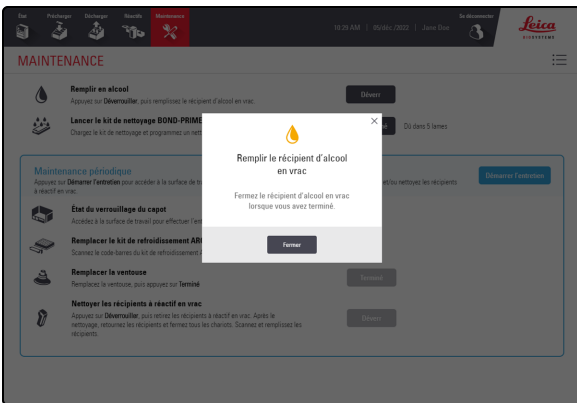 État Précharger Décharger Réactifs Maintenance
10:20 AM | 05/déc./2022 | Jane Doe
Se déconnecter
Leica
BIOSYSTEMS
MAINTENANCE
Remplir en alcool
Appuyez sur Déverrouiller, puis remplissez le récipient d'alcool en vrac.
Déverr
Lancer le kit de nettoyage BOND-PRIME
Chargez le kit de nettoyage et programmez un nett
Dû dans 5 lames
Remplir le récipient d'alcool
en vrac
Fermez le récipient d'alcool en vrac
lorsque vous avez terminé.
Fermer
Maintenance périodique
Appuyez sur Démarrer l'entretien pour accéder à la surface de tr
et/ou nettoyez les récipients
à réactif en vrac.
Démarrer l'entretien
État du verrouillage du capot
Accédez à la surface de travail pour effectuer l'ent
Remplacer le kit de refroidissement AR
Scannez le code-barres du kit de refroidissement
Remplacer la ventouse
Remplacez la ventouse, puis appuyez sur Terminé
Terminé
Nettoyer les récipients à réactif en vrac
Appuyez sur Déverrouiller, puis retirez les récipients à réactif en vrac. Après le
nettoyage, retournez les récipients et fermez tous les chariots. Scannez et remplissez les
récipients.
Déverr